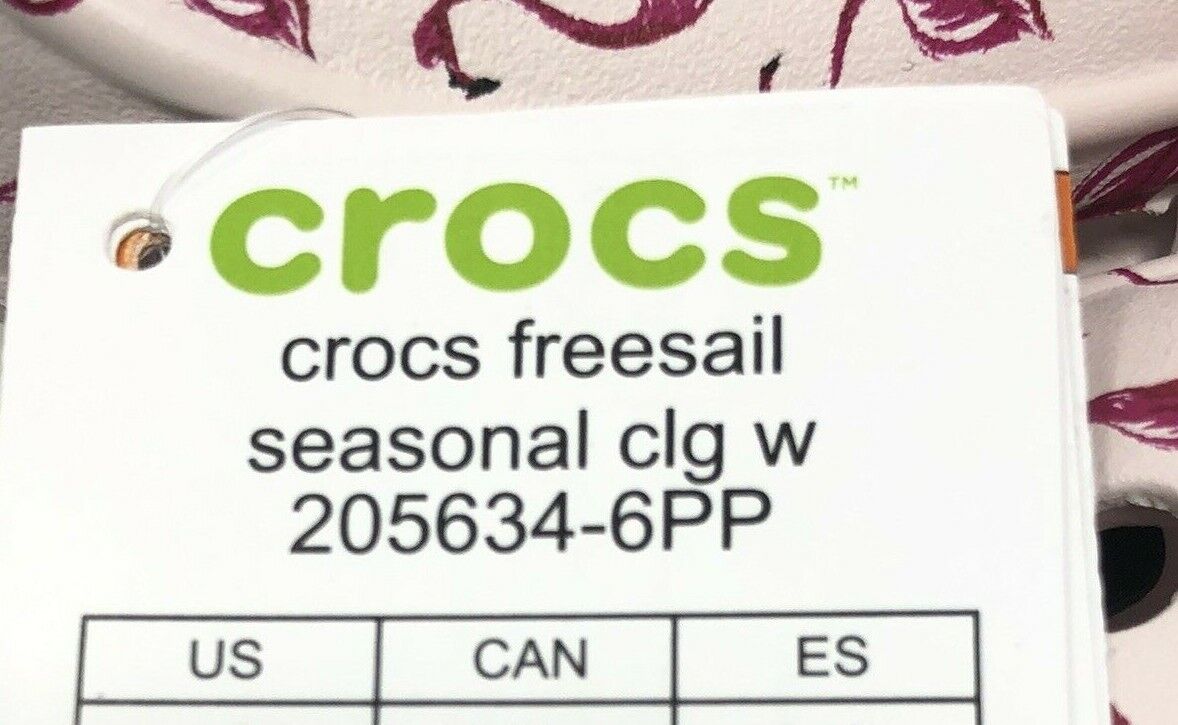 crocs™
crocs freesail
seasonal clg w
205634-6PP
US CAN ES